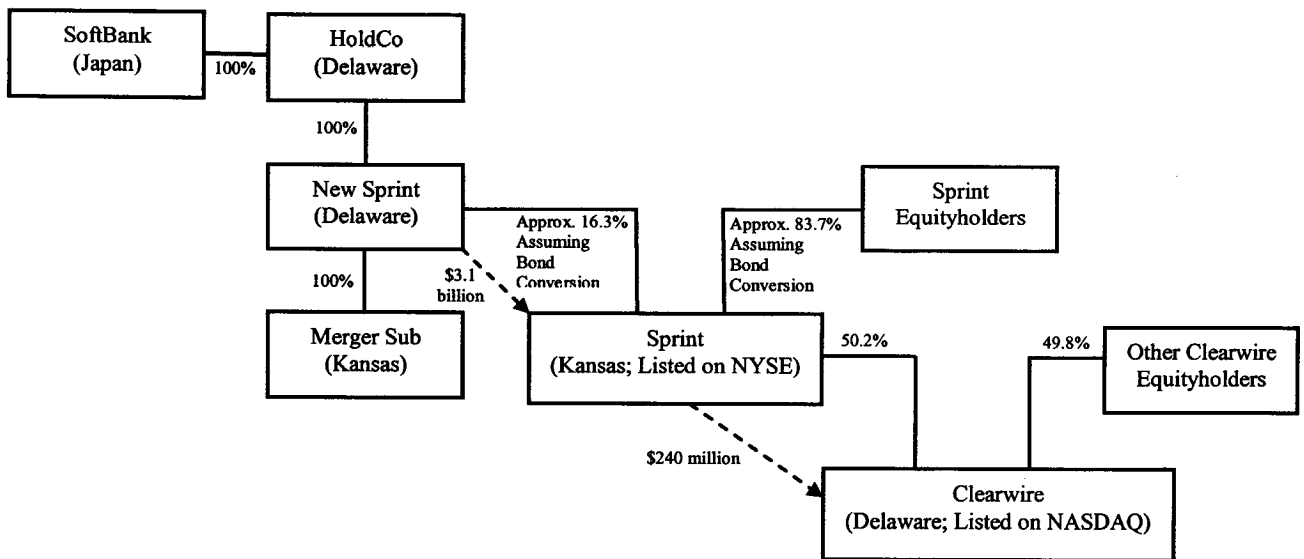 SoftBank
(Japan)
100%
HoldCo
(Delaware)
100%
New Sprint
(Delaware)
Approx. 16.3%
Assuming
Bond
Conversion
Approx. 83.7%
Assuming
Bond
Conversion
Sprint
Equityholders
100%
$3.1
billion
Merger Sub
(Kansas)
Sprint
(Kansas; Listed on NYSE)
50.2%
49.8%
Other Clearwire
Equityholders
$240 million
Clearwire
(Delaware; Listed on NASDAQ)